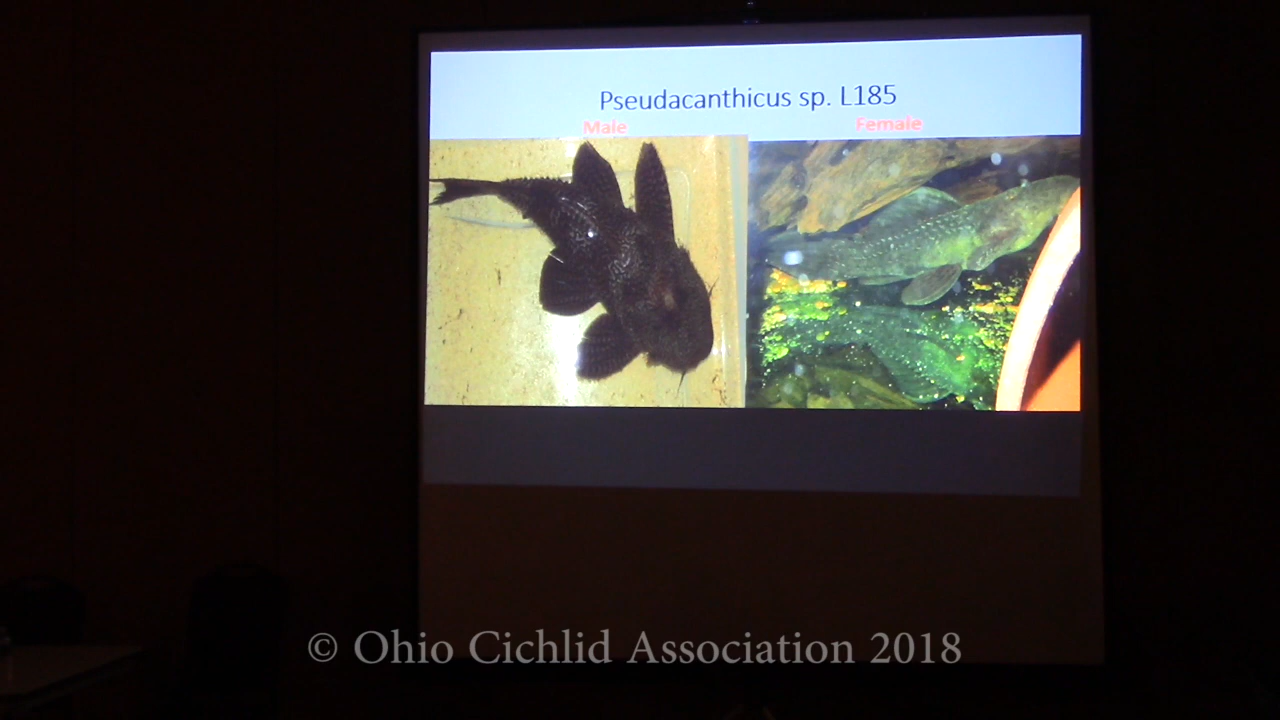 Pseudacanthicus sp. L185
Male
Female
© Ohio Cichlid Association 2018